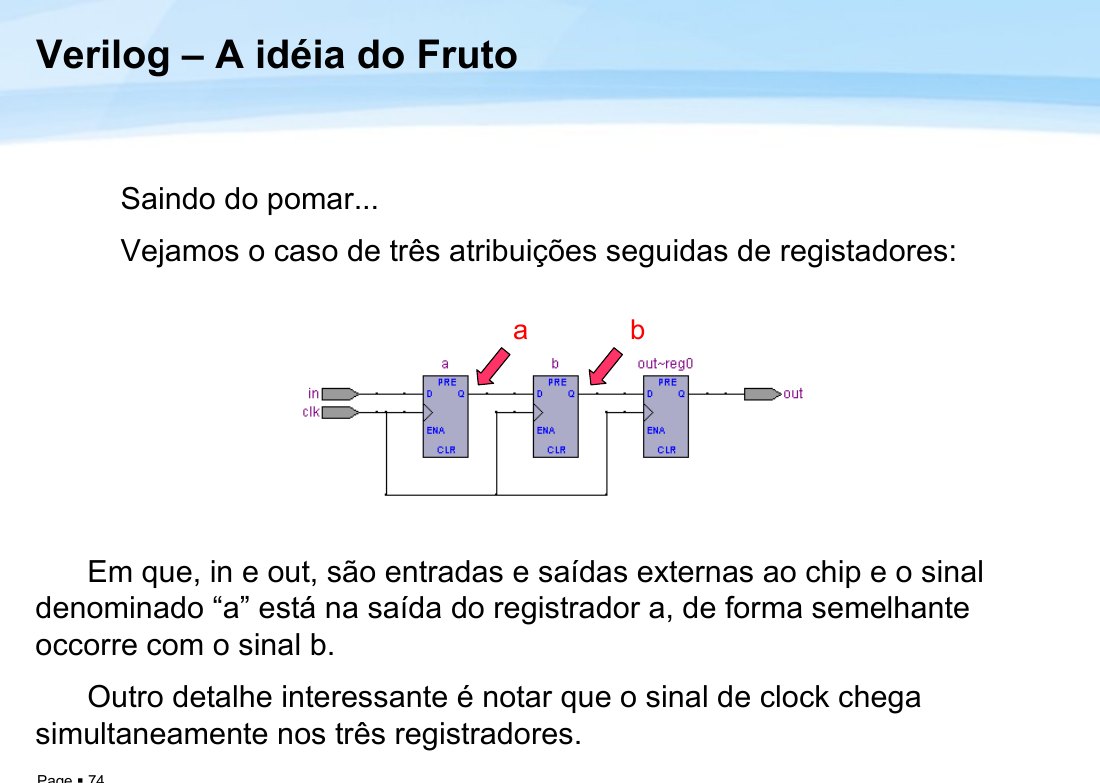 Verilog – A idéia do Fruto
Saindo do pomar...
Vejamos o caso de três atribuições seguidas de registadores:
a b
a b out~reg0
PRE PRE PRE
in D Q D Q D Q out
clk
ENA ENA ENA
CLR CLR CLR
Em que, in e out, são entradas e saídas externas ao chip e o sinal
denominado “a” está na saída do registrador a, de forma semelhante
occorre com o sinal b.
Outro detalhe interessante é notar que o sinal de clock chega
simultaneamente nos três registradores.
Page ▪ 74